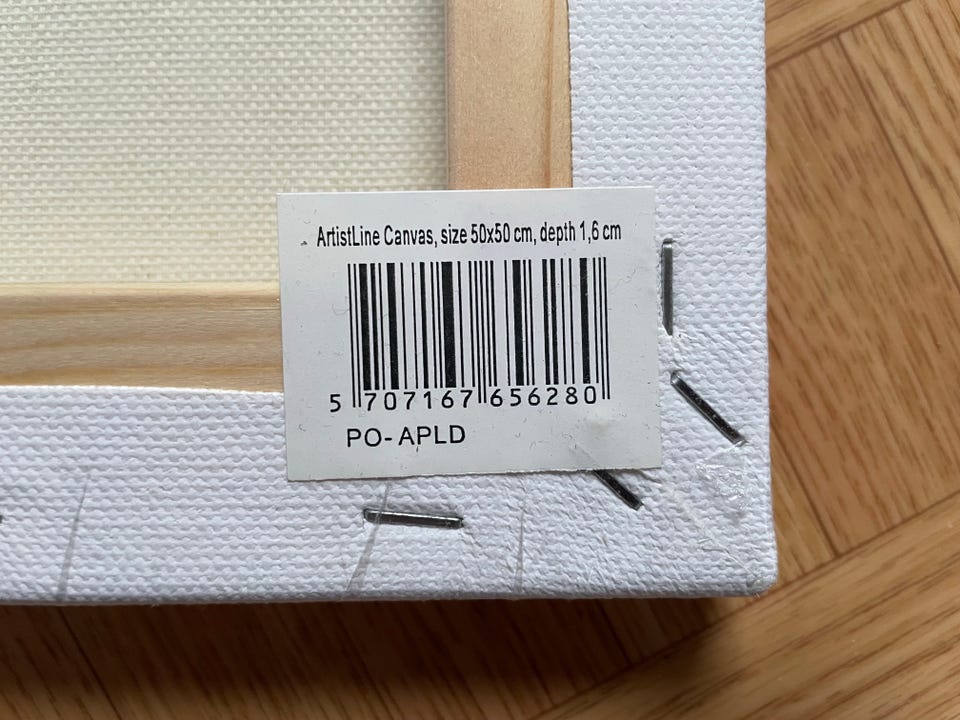 ArtistLine Canvas, size 50x50 cm, depth 1,6 cm
5 707167 656280
PO- APLD